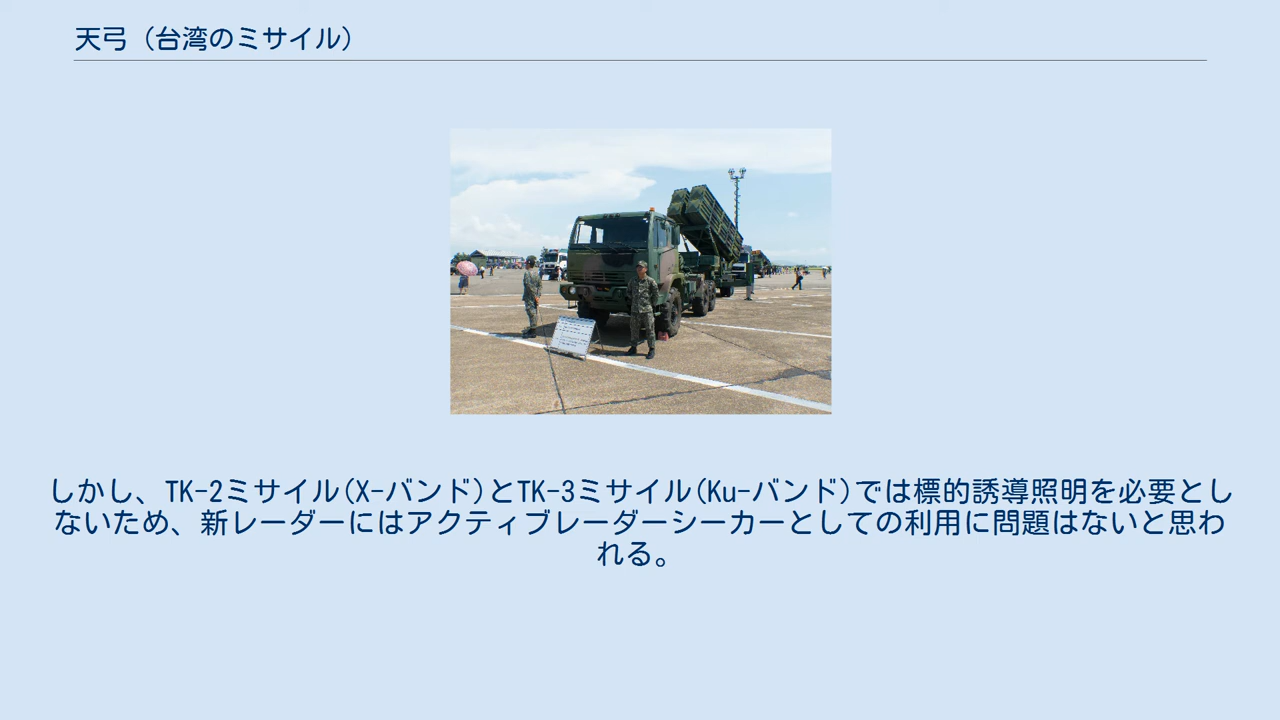 天弓（台湾のミサイル）
しかし、TK-2ミサイル(X-バンド)とTK-3ミサイル(Ku-バンド)では標的誘導照明を必要とし
ないため、新レーダーにはアクティブレーダーシーカーとしての利用に問題はないと思わ
れる。